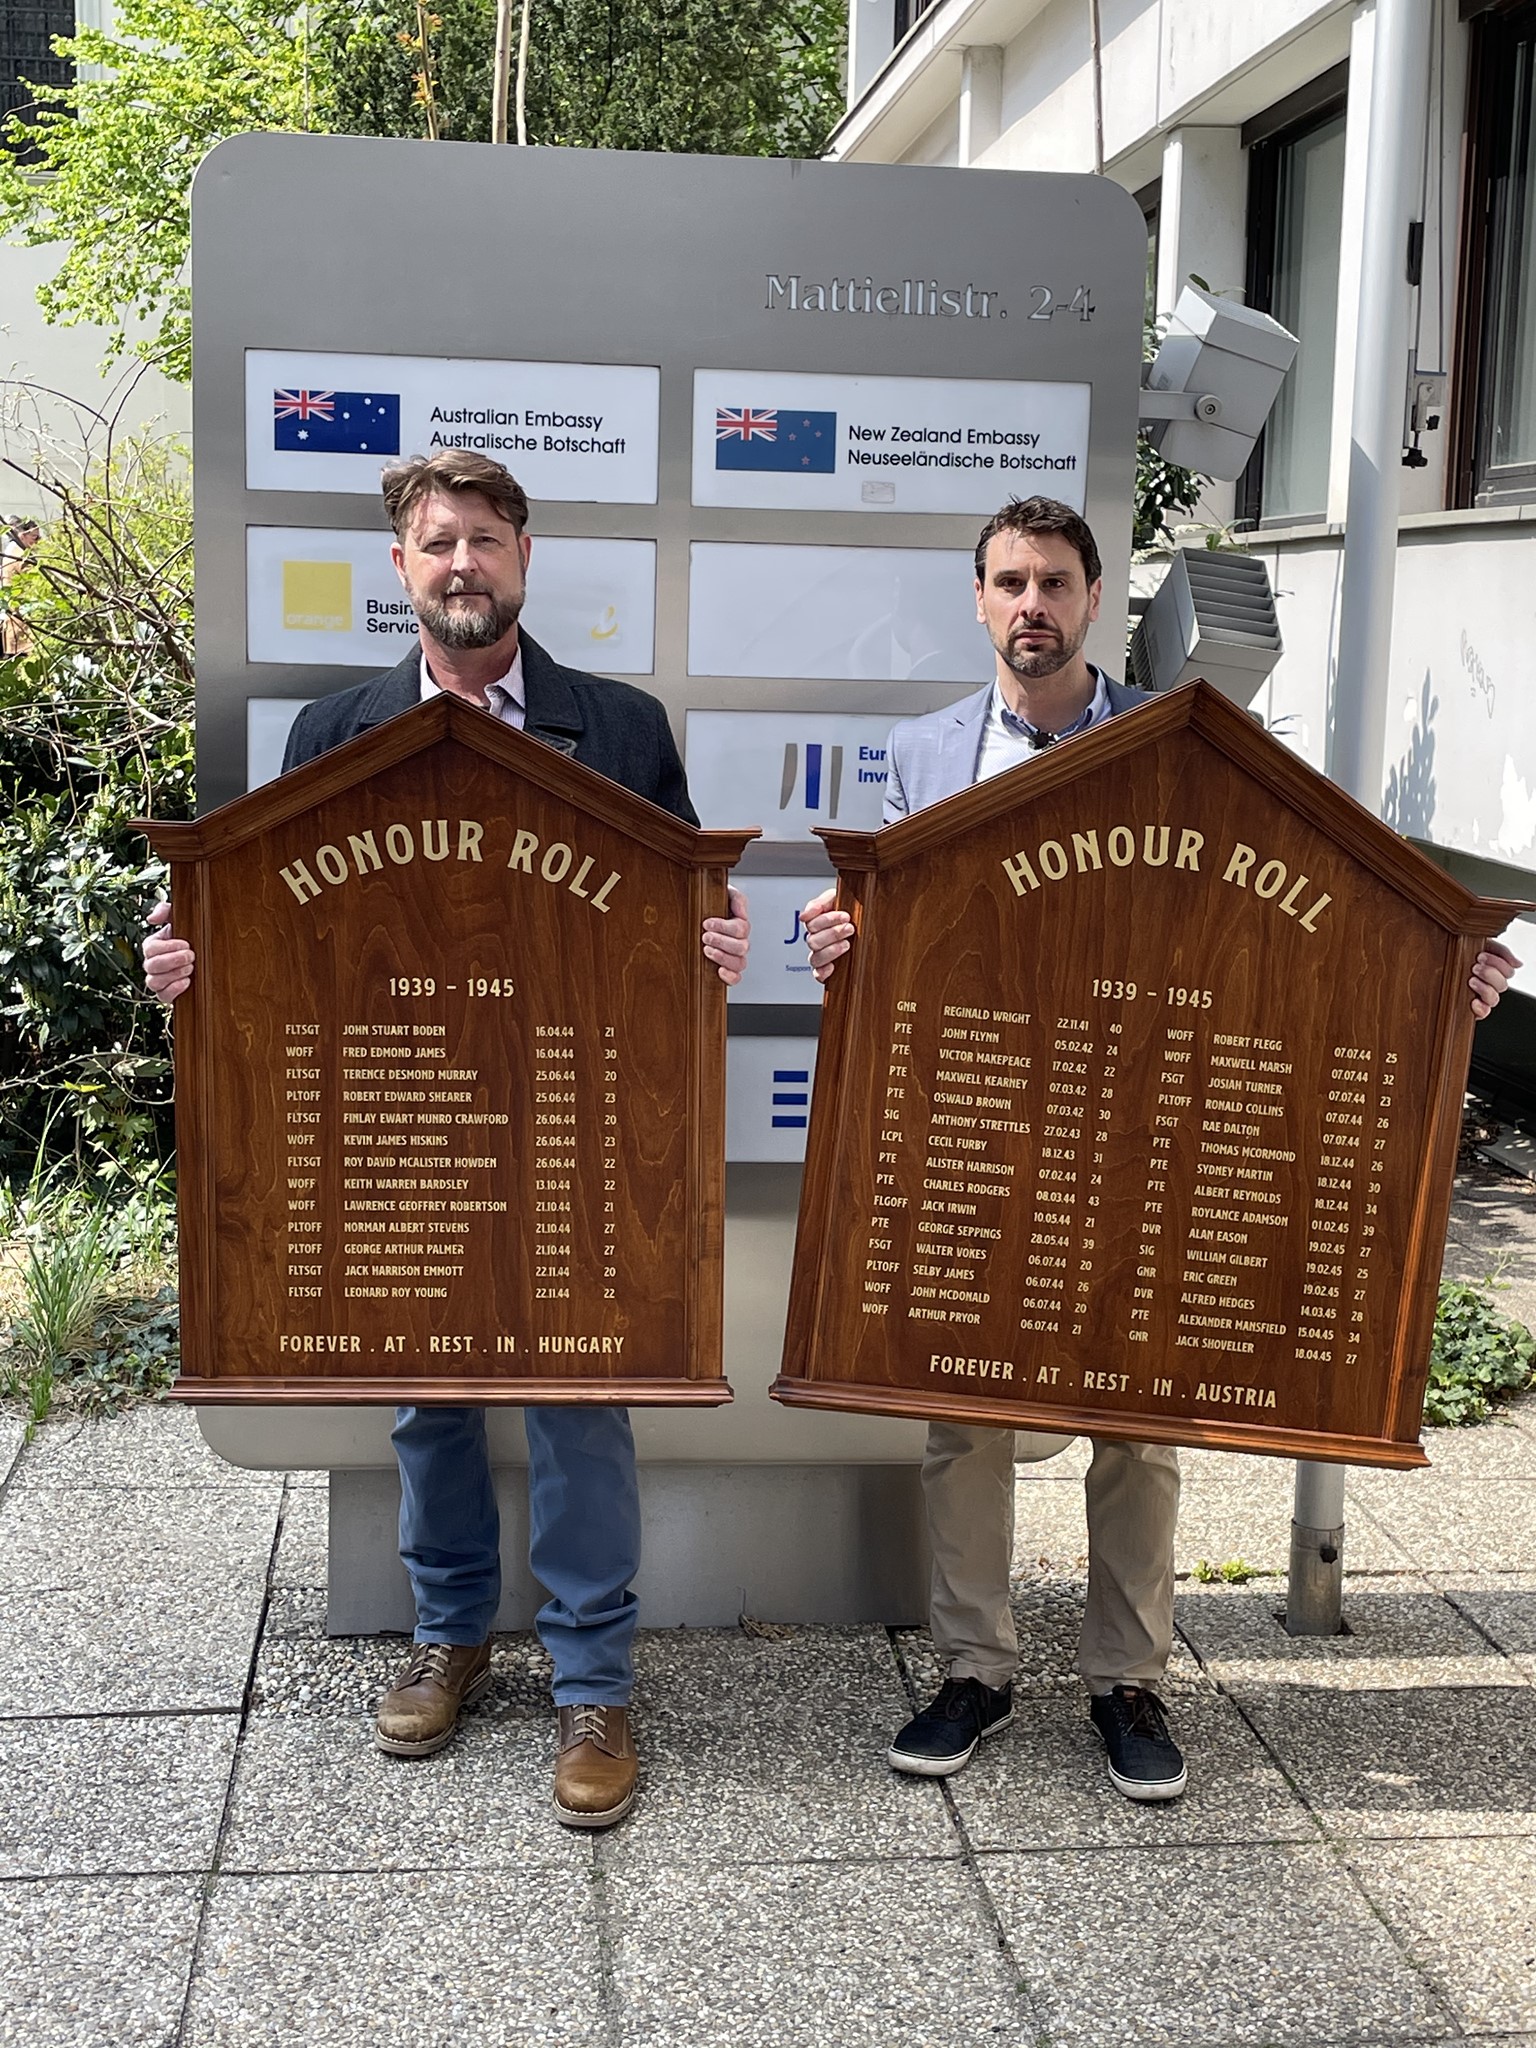 Mattiellistr. 2-4
Australian Embassy
Australische Botschaft
New Zealand Embassy
Neuseeländische Botschaft
orange
HONOUR ROLL
1939 - 1945
FLTSGT JOHN STUART BODEN 16.04.44 21
WOFF FRED EDMOND JAMES 16.04.44 30
FLTSGT TERENCE DESMOND MURRAY 25.06.44 20
PLTOFF ROBERT EDWARD SHEARER 25.06.44 23
FLTSGT FINLAY EWART MUNRO CRAWFORD 26.06.44 20
WOFF KEVIN JAMES HISKINS 26.06.44 23
FLTSGT ROY DAVID MCALISTER HOWDEN 26.06.44 22
WOFF KEITH WARREN BARDSLEY 13.10.44 22
WOFF LAWRENCE GEOFFREY ROBERTSON 21.10.44 21
PLTOFF NORMAN ALBERT STEVENS 21.10.44 27
PLTOFF GEORGE ARTHUR PALMER 21.10.44 27
FLTSGT JACK HARRISON EMMOTT 22.11.44 20
FLTSGT LEONARD ROY YOUNG 22.11.44 22
FOREVER . AT . REST . IN . HUNGARY
HONOUR ROLL
1939 - 1945
GNR REGINALD WRIGHT 22.11.41 40
PTE JOHN FLYNN 05.02.42 24
PTE VICTOR MAKEPEACE 17.02.42 22
PTE MAXWELL KEARNEY 07.03.42 28
PTE OSWALD BROWN 07.03.42 30
SIG ANTHONY STRETTLES 27.02.43 28
LCPL CECIL FURBY 18.12.43 31
PTE ALISTER HARRISON 07.02.44 24
PTE CHARLES RODGERS 08.03.44 43
FLGOFF JACK IRWIN 10.05.44 21
PTE GEORGE SEPPINGS 28.05.44 39
FSGT WALTER VOKES 06.07.44 20
PLTOFF SELBY JAMES 06.07.44 26
WOFF JOHN MCDONALD 06.07.44 20
WOFF ARTHUR PRYOR 06.07.44 21
WOFF ROBERT FLEGG 07.07.44 25
WOFF MAXWELL MARSH 07.07.44 32
FSGT JOSIAH TURNER 07.07.44 23
PLTOFF RONALD COLLINS 07.07.44 26
FSGT RAE DALTON 07.07.44 27
PTE THOMAS MCORMOND 18.12.44 26
PTE SYDNEY MARTIN 18.12.44 30
PTE ALBERT REYNOLDS 18.12.44 34
PTE ROYLANCE ADAMSON 01.02.45 39
DVR ALAN EASON 19.02.45 27
SIG WILLIAM GILBERT 19.02.45 25
GNR ERIC GREEN 19.02.45 27
DVR ALFRED HEDGES 14.03.45 28
PTE ALEXANDER MANSFIELD 15.04.45 34
GNR JACK SHOVELLER 18.04.45 27
FOREVER . AT . REST . IN . AUSTRIA